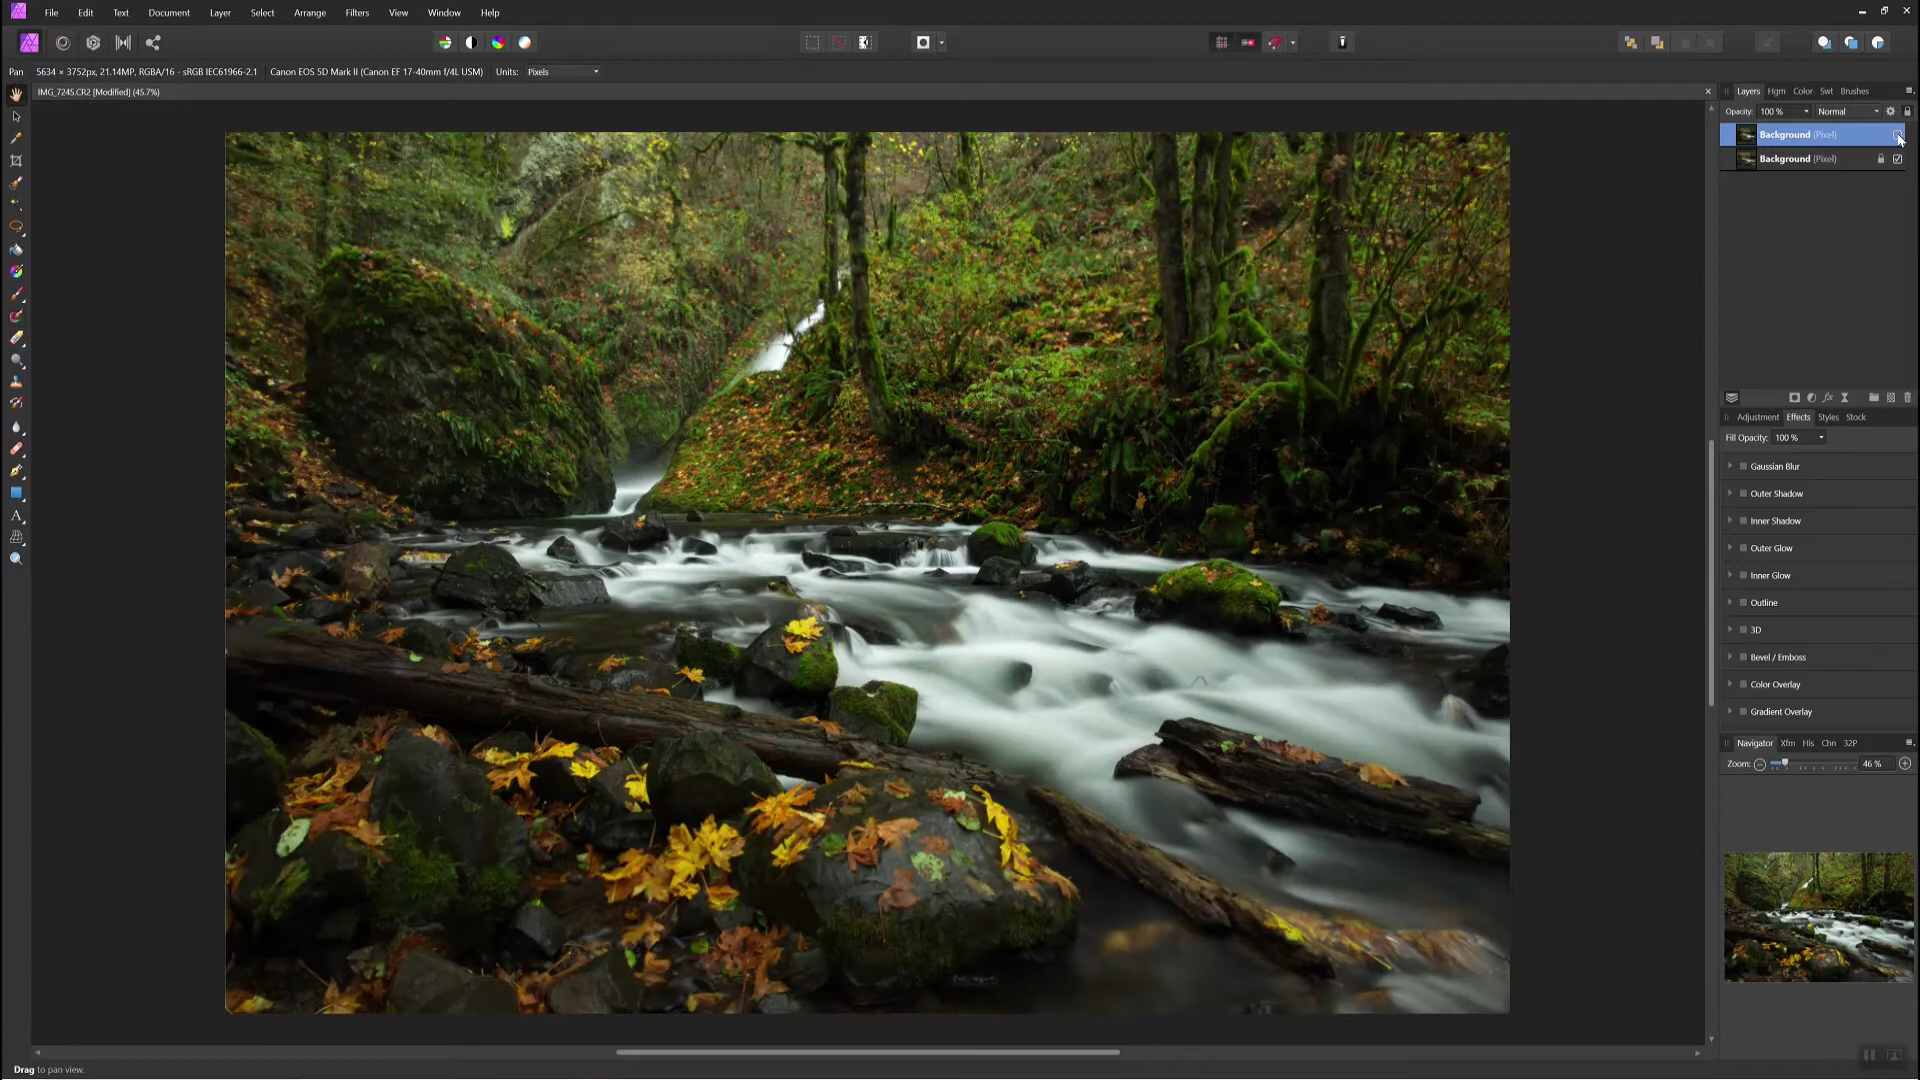 File Edit Text Document Layer Select Arrange Filters View Window Help
Pan 5634 × 3752px, 21.14MP, RGBA/16 - sRGB IEC61966-2.1 Canon EOS 5D Mark II (Canon EF 17-40mm f/4L USM) Units: Pixels
IMG_7245.CR2 [Modified] (45.7%)
Layers Hgm Color Swt Brushes
Opacity: 100 % Normal
Background (Pixel)
Background (Pixel)
Adjustment Effects Styles Stock
Fill Opacity: 100 %
Gaussian Blur
Outer Shadow
Inner Shadow
Outer Glow
Inner Glow
Outline
3D
Bevel / Emboss
Color Overlay
Gradient Overlay
Navigator Xfm His Chn 32P
Zoom: 46 %
Drag to pan view.